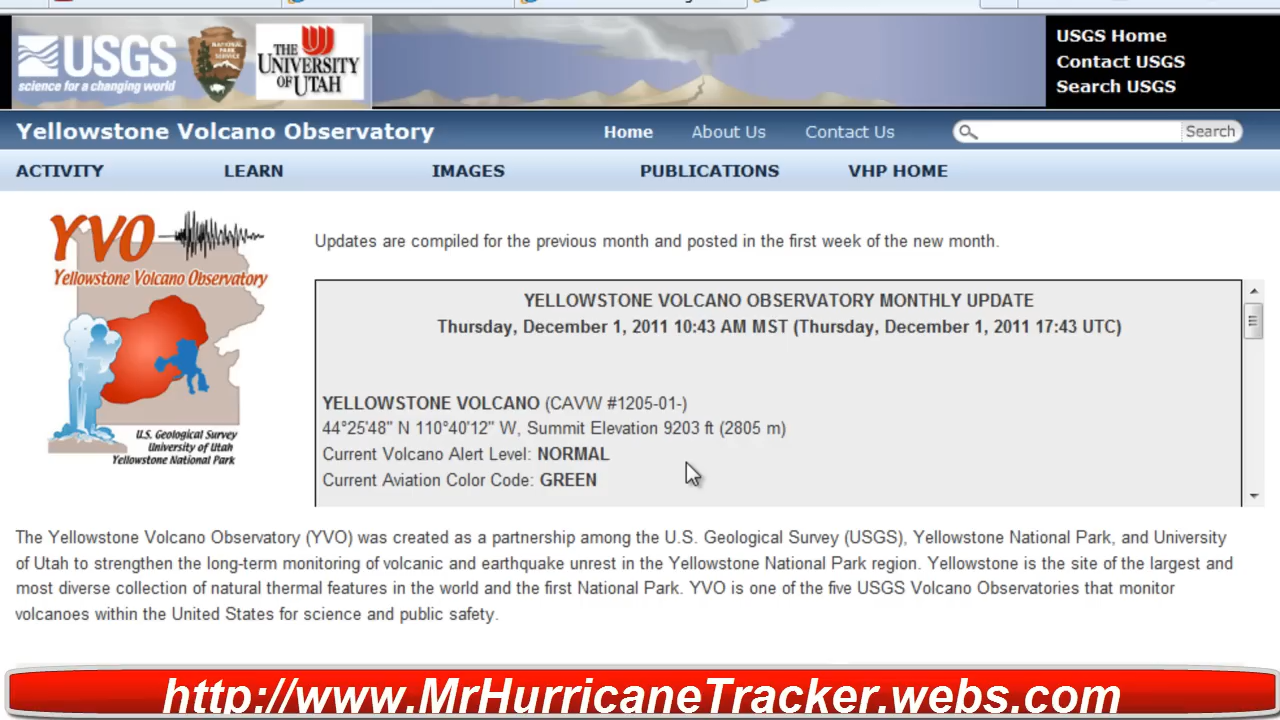 USGS
science for a changing world
NATIONAL
PARK
SERVICE
THE
UNIVERSITY
OF UTAH
USGS Home
Contact USGS
Search USGS
Yellowstone Volcano Observatory
Home
About Us
Contact Us
Search
ACTIVITY
LEARN
IMAGES
PUBLICATIONS
VHP HOME
YVO
Yellowstone Volcano Observatory
U.S. Geological Survey
University of Utah
Yellowstone National Park
Updates are compiled for the previous month and posted in the first week of the new month.
YELLOWSTONE VOLCANO OBSERVATORY MONTHLY UPDATE
Thursday, December 1, 2011 10:43 AM MST (Thursday, December 1, 2011 17:43 UTC)
YELLOWSTONE VOLCANO (CAVW #1205-01-)
44°25'48" N 110°40'12" W, Summit Elevation 9203 ft (2805 m)
Current Volcano Alert Level: NORMAL
Current Aviation Color Code: GREEN
The Yellowstone Volcano Observatory (YVO) was created as a partnership among the U.S. Geological Survey (USGS), Yellowstone National Park, and University
of Utah to strengthen the long-term monitoring of volcanic and earthquake unrest in the Yellowstone National Park region. Yellowstone is the site of the largest and
most diverse collection of natural thermal features in the world and the first National Park. YVO is one of the five USGS Volcano Observatories that monitor
volcanoes within the United States for science and public safety.
http://www.MrHurricaneTracker.webs.com